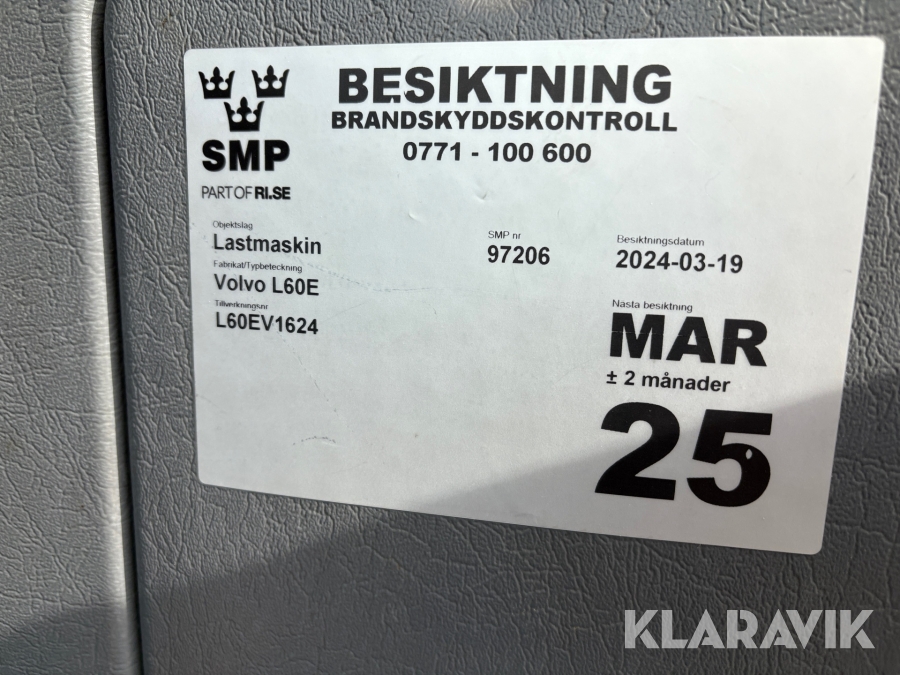 BESIKTNING
BRANDSKYDDSKONTROLL
0771 - 100 600
SMP
PART OF RI.SE
Objektslag
Lastmaskin
Fabrikat/Typbeteckning
Volvo L60E
Tillverkningsnr
L60EV1624
SMP nr
97206
Besiktningsdatum
2024-03-19
Nästa besiktning
MAR
± 2 månader
25
KLARAVIK